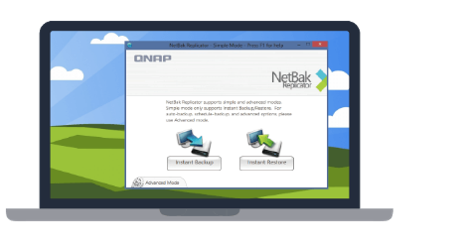 NetBak Replicator - Simple Mode - Press F1 for help
QNAP
NetBak
Replicator
NetBak Replicator supports simple and advanced modes.
Simple mode only supports Instant Backup/Restore. For
auto-backup, schedule-backup and advanced options, please
use Advanced mode.
Instant Backup
Instant Restore
Advanced Mode